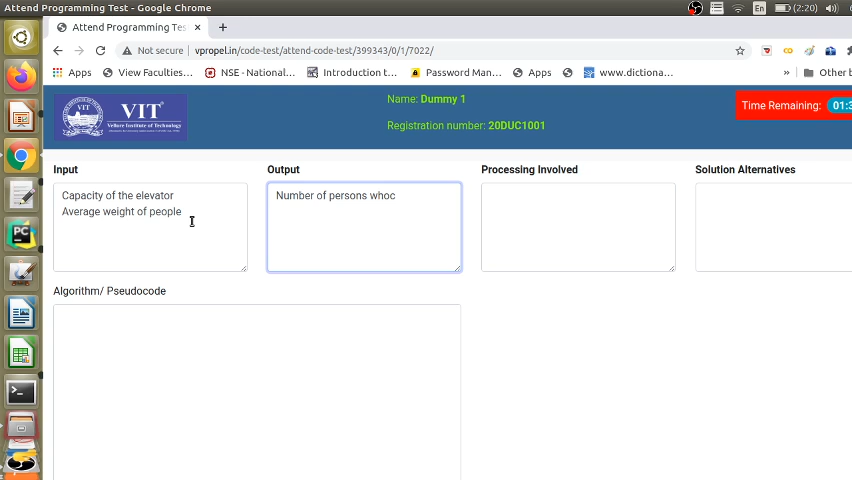 Attend Programming Test - Google Chrome
En
(2:20)
Attend Programming Tes
Not secure
vpropel.in/code-test/attend-code-test/399343/0/1/7022/
Apps
View Faculties...
NSE - National...
Introduction t...
Password Man...
Apps
www.dictiona...
»
Other b
VIT
VIT®
Vellore Institute of Technology
Name: Dummy 1
Registration number: 20DUC1001
Time Remaining:
01:3
Input
Output
Processing Involved
Solution Alternatives
Capacity of the elevator
Average weight of people
Number of persons whoc
Algorithm/ Pseudocode